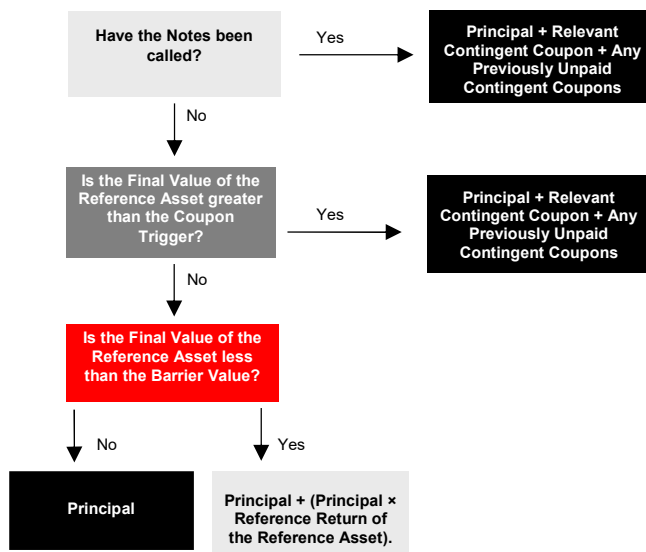 Have the Notes been
called?
Yes
Principal + Relevant
Contingent Coupon + Any
Previously Unpaid
Contingent Coupons
No
Is the Final Value of the
Reference Asset greater
than the Coupon
Trigger?
Yes
Principal + Relevant
Contingent Coupon + Any
Previously Unpaid
Contingent Coupons
No
Is the Final Value of the
Reference Asset less
than the Barrier Value?
No
Yes
Principal
Principal + (Principal ×
Reference Return of
the Reference Asset).